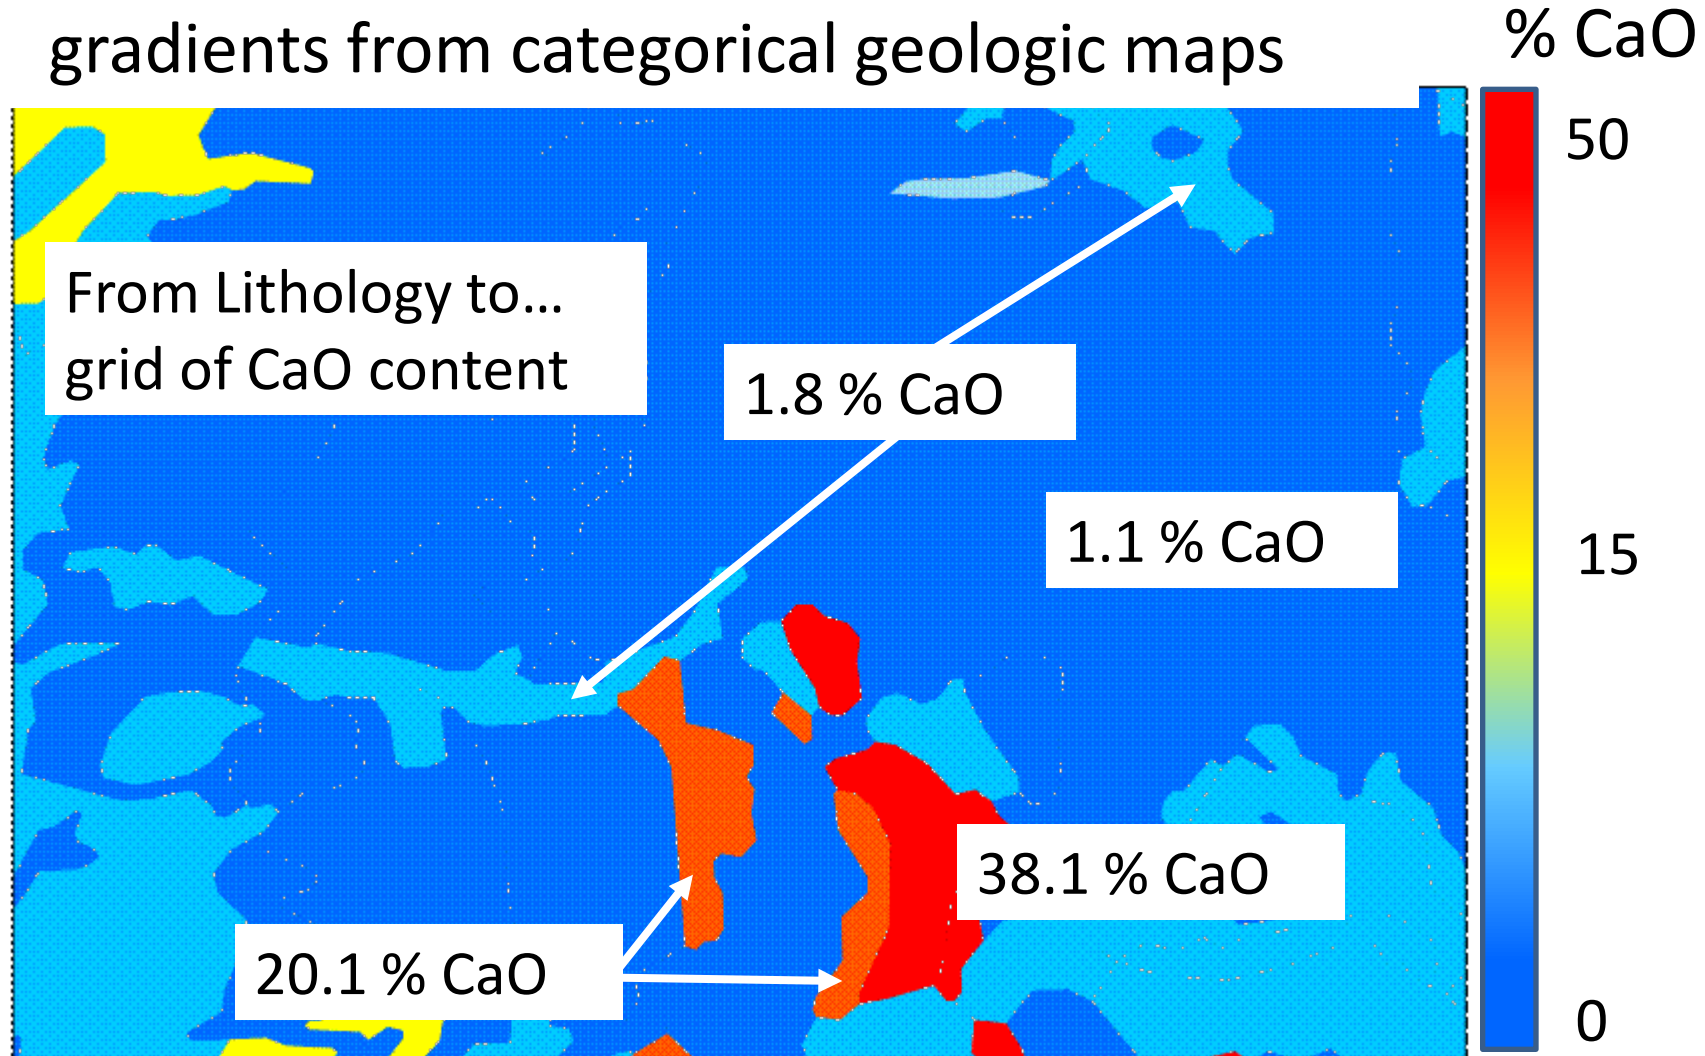 gradients from categorical geologic maps
% CaO
50
From Lithology to...
grid of CaO content
1.8 % CaO
1.1 % CaO
15
38.1 % CaO
20.1 % CaO
0